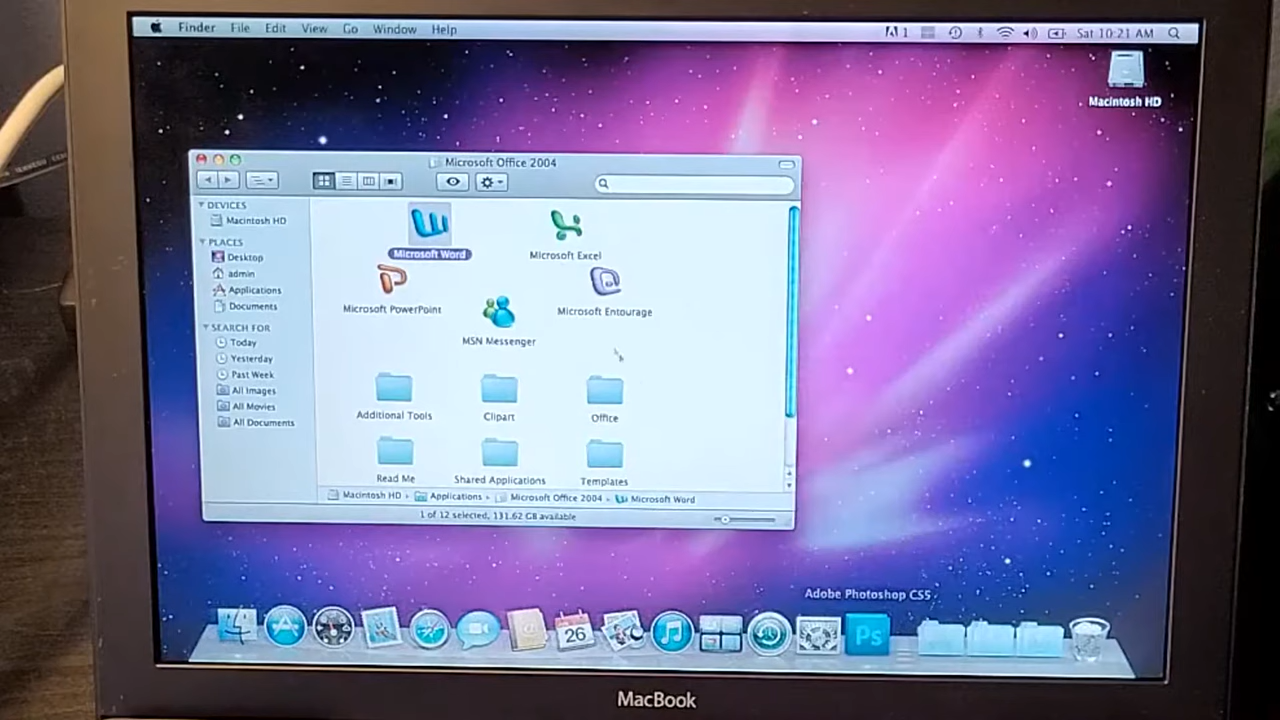 Finder File Edit View Go Window Help
1 Sat 10:21 AM
Macintosh HD
Microsoft Office 2004
DEVICES
Macintosh HD
PLACES
Desktop
admin
Applications
Documents
SEARCH FOR
Today
Yesterday
Past Week
All Images
All Movies
All Documents
Microsoft Word Microsoft Excel
Microsoft PowerPoint Microsoft Entourage
MSN Messenger
Additional Tools Clipart Office
Read Me Shared Applications Templates
Macintosh HD Applications Microsoft Office 2004 Microsoft Word
1 of 12 selected, 131.62 GB available
Adobe Photoshop CS5
26
Ps
MacBook